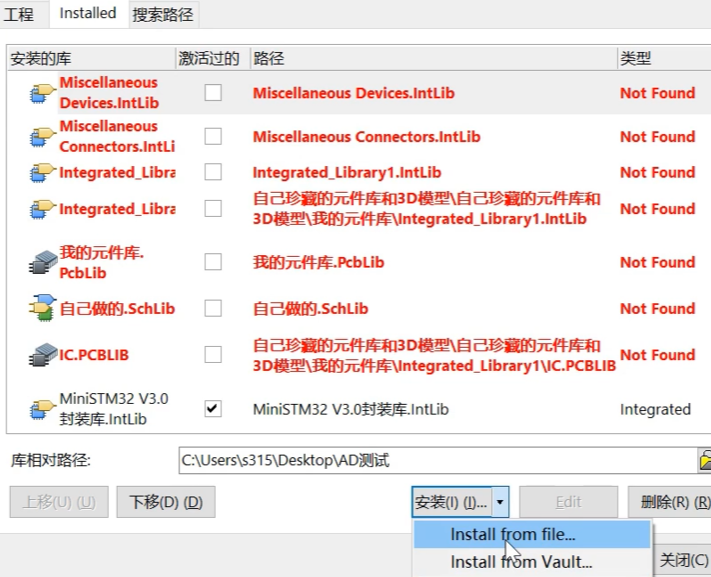 工程 Installed 搜索路径
安装的库 激活过的 路径 类型
Miscellaneous
Devices.IntLib
Miscellaneous Devices.IntLib Not Found
Miscellaneous
Connectors.IntLi
Miscellaneous Connectors.IntLib Not Found
Integrated_Libra Integrated_Library1.IntLib Not Found
Integrated_Libra
自己珍藏的元件库和3D模型\自己珍藏的元件库和
3D模型\我的元件库\Integrated_Library1.IntLib
Not Found
我的元件库.
PcbLib
我的元件库.PcbLib Not Found
自己做的.SchLib 自己做的.SchLib Not Found
IC.PCBLIB
自己珍藏的元件库和3D模型\自己珍藏的元件库和
3D模型\我的元件库\Integrated_Library1\IC.PCBLIB
Not Found
MiniSTM32 V3.0
封装库.IntLib
MiniSTM32 V3.0封装库.IntLib Integrated
库相对路径: C:\Users\s315\Desktop\AD测试
上移(U) (U) 下移(D) (D) 安装(I) (I)... Edit 删除(R) (R)
Install from file...
Install from Vault...
关闭(C)